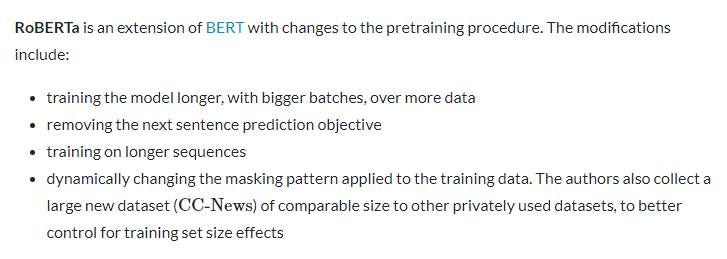 RoBERTa is an extension of BERT with changes to the pretraining procedure. The modifications
include:
• training the model longer, with bigger batches, over more data
• removing the next sentence prediction objective
• training on longer sequences
• dynamically changing the masking pattern applied to the training data. The authors also collect a
large new dataset (CC-News) of comparable size to other privately used datasets, to better
control for training set size effects